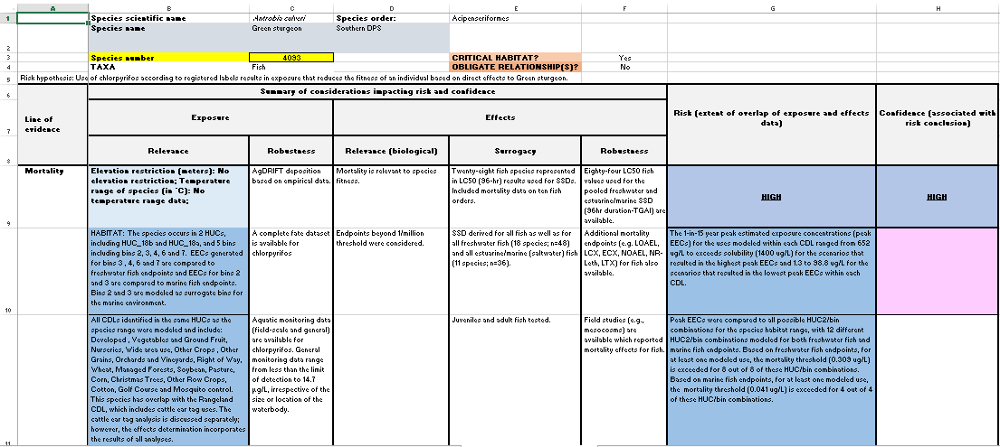 A B C D E F G H
1 Species scientific name Antrobia culveri Species order: Acipenseriformes
Species name Green sturgeon Southern DPS
2
3 Species number 4093 CRITICAL HABITAT? Yes
4 TAXA Fish OBLIGATE RELATIONSHIP(S)? No
5 Risk hypothesis: Use of chlorpyrifos according to registered labels results in exposure that reduces the fitness of an individual based on direct effects to Green sturgeon.
6 Summary of considerations impacting risk and confidence
Line of
evidence
Exposure
Effects
Risk (extent of overlap of exposure and effects
data)
Confidence (associated with
risk conclusion)
7
8 Relevance Robustness Relevance (biological) Surrogacy Robustness
Mortality
Elevation restriction (meters): No
elevation restriction; Temperature
range of species (in °C): No
temperature range data;
AgDRIFT deposition
based on empirical data.
Mortality is relevant to species
fitness.
Twenty-eight fish species represented
in LC50 (96-hr) results used for SSDs.
Included mortality data on ten fish
orders.
Eighty-four LC50 fish
values used for the
pooled freshwater and
estuarine/marine SSD
(96hr duration-TGAI) are
available.
HIGH
HIGH
9
HABITAT: The species occurs in 2 HUCs,
including HUC_18b and HUC_18a, and 5 bins
including bins 2, 3, 4, 6 and 7. EECs generated
for bins 3 , 4, 6 and 7 are compared to
freshwater fish endpoints and EECs for bins 2
and 3 are compared to marine fish endpoints.
Bins 2 and 3 are modeled as surrogate bins for
the marine environment.
A complete fate dataset
is available for
chlorpyrifos
Endpoints beyond 1/million
threshold were considered.
SSD derived for all fish as well as for
all freshwater fish (18 species; n=48)
and all estuarine/marine (saltwater) fish
(11 species; n=36).
Additional mortality
endpoints (e.g. LOAEL,
LCX, ECX, NOAEL, NR-
Leth, LTX) for fish also
available.
The 1-in-15 year peak estimated exposure concentrations (peak
EECs) for the uses modeled within each CDL ranged from 652
ug/L to exceeds solubility (1400 ug/L) for the scenarios that
resulted in the highest peak EECs and 1.3 to 98.8 ug/L for the
scenarios that resulted in the lowest peak EECs within each
CDL.
10
All CDLs identified in the same HUCs as the
species range were modeled and include:
Developed , Vegetables and Ground Fruit,
Nurseries, Wide area use, Other Crops , Other
Grains, Orchards and Vineyards, Right of Way,
Wheat, Managed Forests, Soybean, Pasture,
Corn, Christmas Trees, Other Row Crops,
Cotton, Golf Course and Mosquito control.
This species has overlap with the Rangeland
CDL, which includes cattle ear tag uses. The
cattle ear tag analysis is discussed separately;
however, the effects determination incorporates
the results of all analyses.
Aquatic monitoring data
(field-scale and general)
are available for
chlorpyrifos. General
monitoring data range
from less than the limit
of detection to 14.7
µg/L, irrespective of the
size or location of the
waterbody.
Juveniles and adult fish tested.
Field studies (e.g.,
mesocosms) are
available which reported
mortality effects for fish.
Peak EECs were compared to all possible HUC2/bin
combinations for the species habitat range, with 12 different
HUC2/bin combinations modeled for both freshwater fish and
marine fish endpoints. Based on freshwater fish endpoints, for
at least one modeled use, the mortality threshold (0.309 ug/L)
is exceeded for 8 out of 8 of these HUC/bin combinations.
Based on marine fish endpoints, for at least one modeled use,
the mortality threshold (0.041 ug/L) is exceeded for 4 out of 4
of these HUC/bin combinations.
11